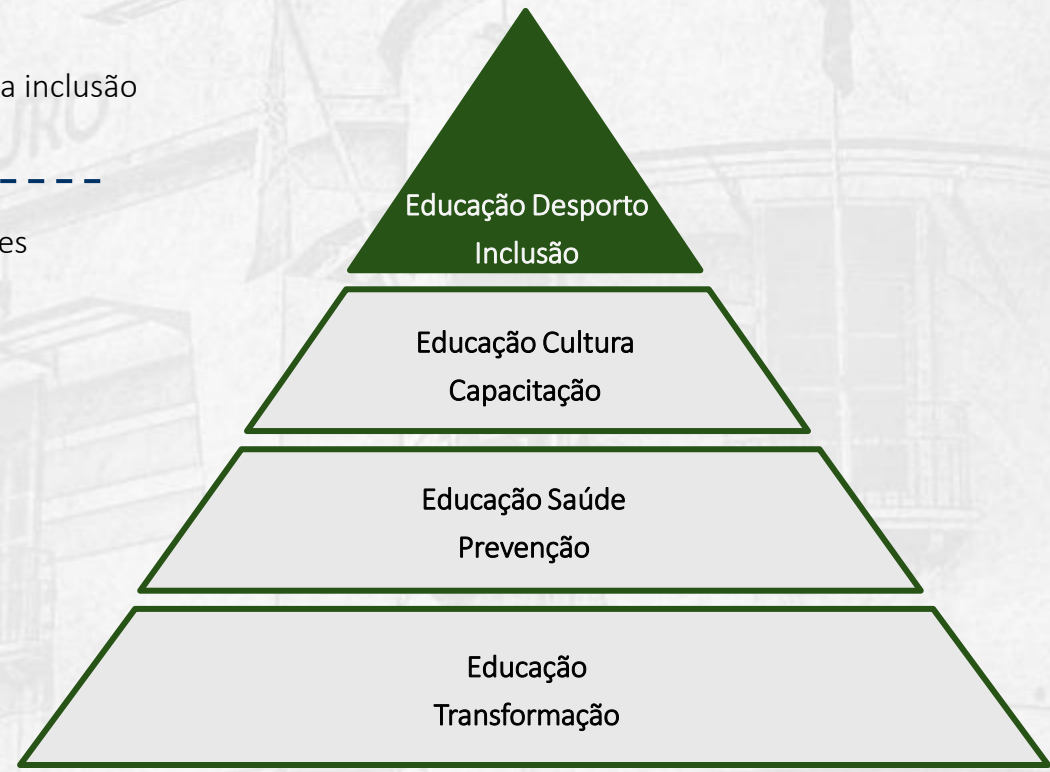 a inclusão
es
Educação Desporto
Inclusão
Educação Cultura
Capacitação
Educação Saúde
Prevenção
Educação
Transformação